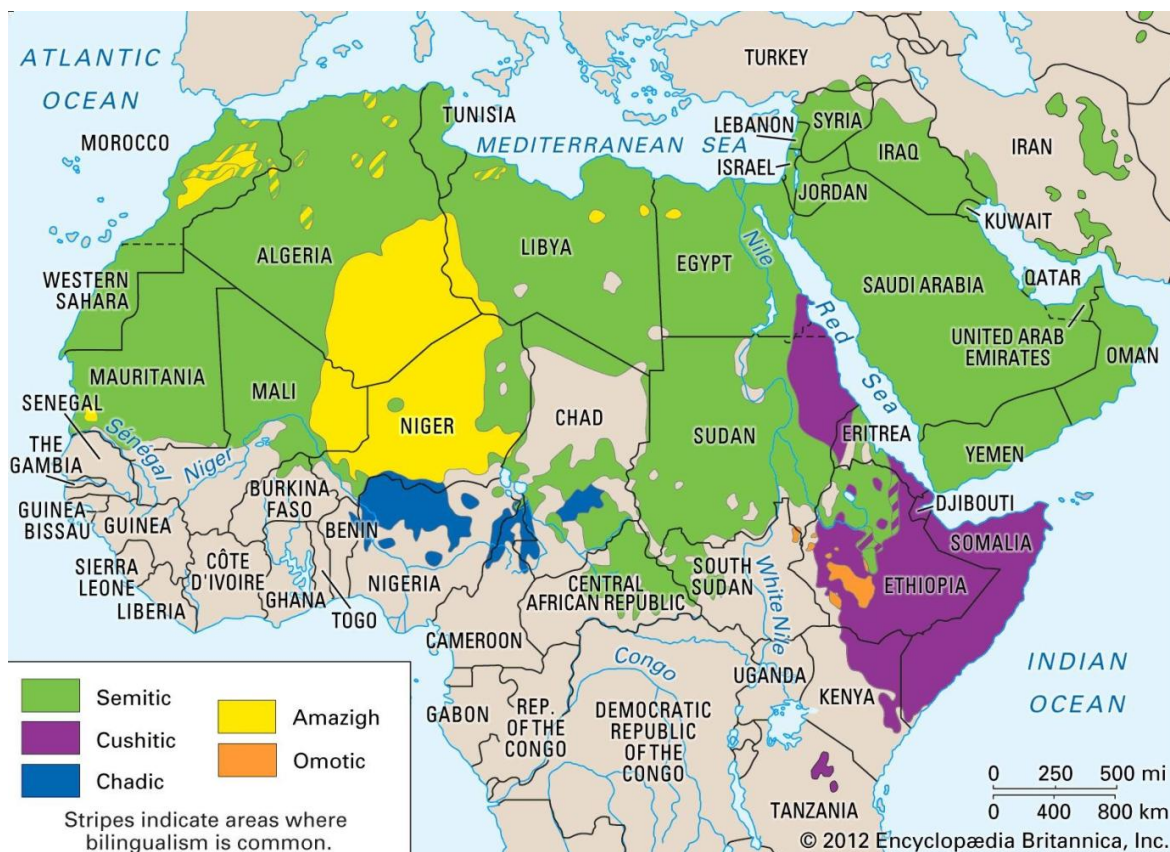 ATLANTIC
OCEAN
TURKEY
TUNISIA
MOROCCO
MEDITERRANEAN SEA
LEBANON
SYRIA
ISRAEL
IRAQ
IRAN
JORDAN
KUWAIT
ALGERIA
LIBYA
EGYPT
Nile
WESTERN
SAHARA
SAUDI ARABIA
QATAR
Red
Sea
UNITED ARAB
EMIRATES
OMAN
MAURITANIA
MALI
NIGER
CHAD
SUDAN
ERITREA
YEMEN
SENEGAL
Sénégal
THE
GAMBIA
Niger
GUINEA-
BISSAU
GUINEA
BURKINA
FASO
BENIN
DJIBOUTI
SOMALIA
SIERRA
LEONE
CÔTE
D'IVOIRE
NIGERIA
CENTRAL
AFRICAN REPUBLIC
SOUTH
SUDAN
ETHIOPIA
LIBERIA
GHANA
TOGO
CAMEROON
White Nile
Congo
UGANDA
KENYA
INDIAN
OCEAN
GABON
REP.
OF THE
CONGO
DEMOCRATIC
REPUBLIC
OF THE
CONGO
TANZANIA
Semitic
Cushitic
Chadic
Amazigh
Omotic
Stripes indicate areas where
bilingualism is common.
0 250 500 mi
0 400 800 km
© 2012 Encyclopædia Britannica, Inc.